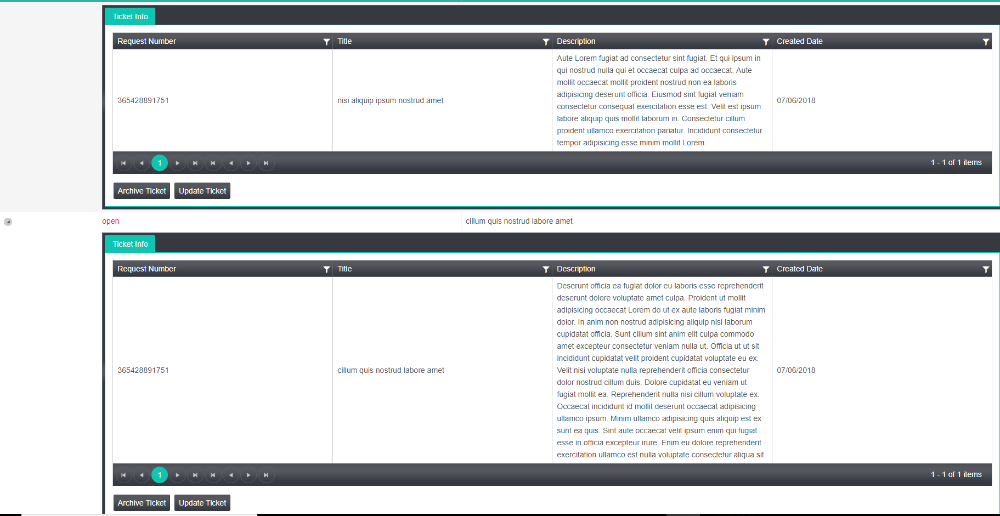 Ticket Info
Request Number Title Description Created Date
Aute Lorem fugiat ad consectetur sint fugiat. Et qui ipsum in
qui nostrud nulla qui et occaecat culpa ad occaecat. Aute
mollit occaecat mollit proident nostrud non ea laboris
adipisicing deserunt officia. Eiusmod sint fugiat veniam
365428891751 nisi aliquip ipsum nostrud amet 07/06/2018
consectetur consequat exercitation esse est. Velit est ipsum
labore aliquip quis mollit laborum in. Consectetur cillum
proident ullamco exercitation pariatur. Incididunt consectetur
tempor adipisicing esse minim mollit Lorem.
1 1 - 1 of 1 items
Archive Ticket Update Ticket
open cillum quis nostrud labore amet
Ticket Info
Request Number Title Description Created Date
Deserunt officia ea fugiat dolor eu laboris esse reprehenderit
deserunt dolore voluptate amet culpa. Proident ut mollit
adipisicing occaecat Lorem do ut ex aute laboris fugiat minim
dolor. In anim non nostrud adipisicing aliquip nisi laborum
cupidatat officia. Sunt cillum sint anim elit culpa commodo
amet excepteur consectetur veniam nulla ut. Officia ut ut sit
incididunt cupidatat velit proident cupidatat voluptate eu ex.
365428891751 cillum quis nostrud labore amet Velit nisi voluptate nulla reprehenderit officia consectetur 07/06/2018
dolor nostrud cillum duis. Dolore cupidatat eu veniam ut
fugiat mollit ea. Reprehenderit nulla nisi cillum voluptate ex.
Occaecat incididunt id mollit deserunt occaecat adipisicing
ullamco ipsum. Minim ullamco adipisicing quis aliquip est ex
sunt ea quis. Sint aute occaecat velit ipsum enim qui fugiat
esse in officia excepteur irure. Enim eu dolore reprehenderit
exercitation ullamco est nulla voluptate consectetur aliqua sit.
1 1 - 1 of 1 items
Archive Ticket Update Ticket